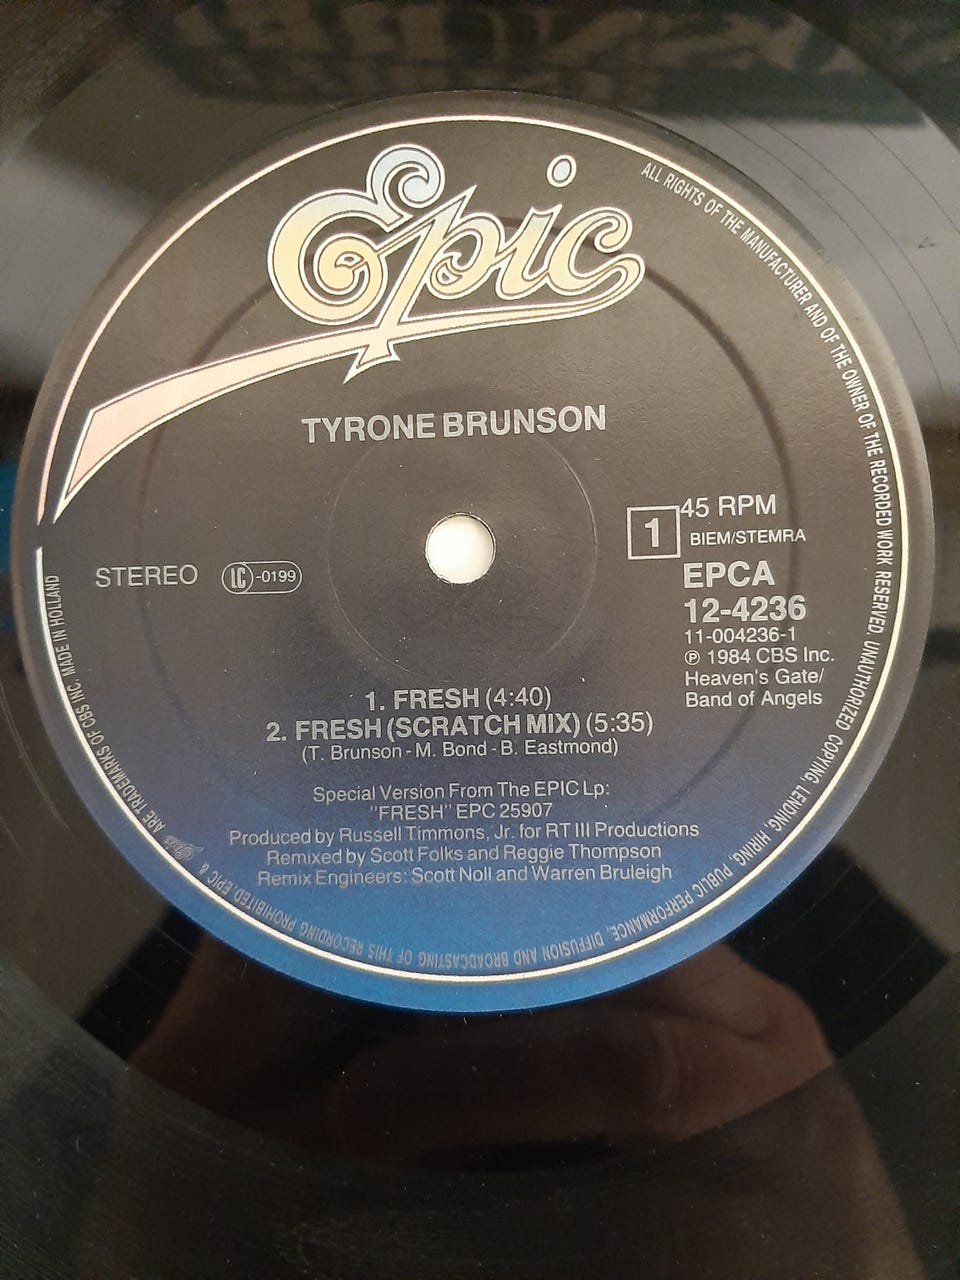 Epic
TYRONE BRUNSON
STEREO
LC-0199
1
45 RPM
BIEM/STEMRA
EPCA
12-4236
11-004236-1
℗ 1984 CBS Inc.
Heaven's Gate/
Band of Angels
1. FRESH (4:40)
2. FRESH (SCRATCH MIX) (5:35)
(T. Brunson - M. Bond - B. Eastmond)
Special Version From The EPIC Lp:
"FRESH" EPC 25907
Produced by Russell Timmons, Jr. for RT III Productions
Remixed by Scott Folks and Reggie Thompson
Remix Engineers: Scott Noll and Warren Bruleigh
ALL RIGHTS OF THE MANUFACTURER AND OF THE OWNER OF THE RECORDED WORK RESERVED. UNAUTHORIZED COPYING, LENDING, HIRING, PUBLIC PERFORMANCE, DIFFUSION AND BROADCASTING OF THIS RECORDING PROHIBITED. EPIC & Epic ARE TRADEMARKS OF CBS INC. MADE IN HOLLAND